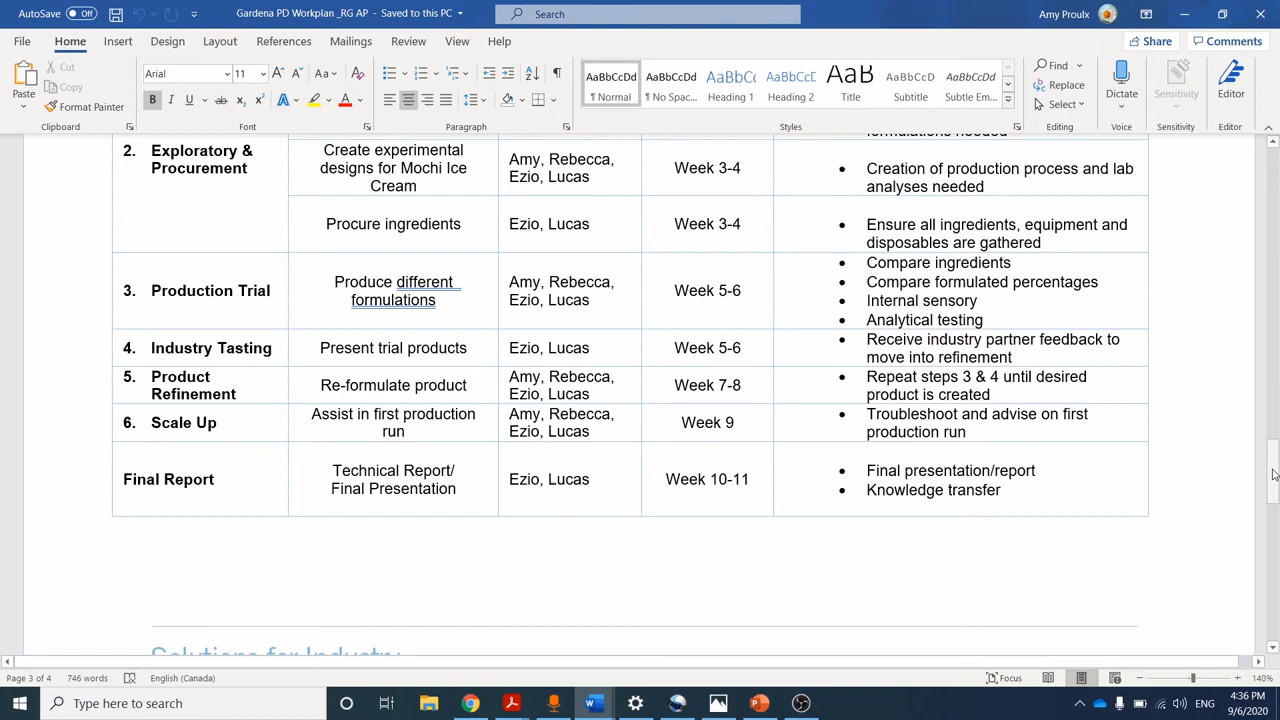 AutoSave Off Gardena PD Workplan _RG AP - Saved to this PC Search Amy Proulx
File Home Insert Design Layout References Mailings Review View Help Share Comments
Paste Cut Copy Format Painter
Arial 11 Aa
B I U ab x₂ x² A A
AaBbCcDd AaBbCcDd AaBbCc AaBbCcD AaB AaBbCcD AaBbCcDd
¶ Normal ¶ No Spac... Heading 1 Heading 2 Title Subtitle Subtle Em...
Find Replace Select Dictate Sensitivity Editor
Clipboard Font Paragraph Styles Editing Voice Sensitivity Editor
formulations needed
2. Exploratory &
Procurement
Create experimental
designs for Mochi Ice
Cream
Amy, Rebecca,
Ezio, Lucas
Week 3-4
• Creation of production process and lab
analyses needed
Procure ingredients
Ezio, Lucas
Week 3-4
• Ensure all ingredients, equipment and
disposables are gathered
3. Production Trial
Produce different
formulations
Amy, Rebecca,
Ezio, Lucas
Week 5-6
• Compare ingredients
• Compare formulated percentages
• Internal sensory
• Analytical testing
4. Industry Tasting
Present trial products
Ezio, Lucas
Week 5-6
• Receive industry partner feedback to
move into refinement
5. Product
Refinement
Re-formulate product
Amy, Rebecca,
Ezio, Lucas
Week 7-8
• Repeat steps 3 & 4 until desired
product is created
6. Scale Up
Assist in first production
run
Amy, Rebecca,
Ezio, Lucas
Week 9
• Troubleshoot and advise on first
production run
Final Report
Technical Report/
Final Presentation
Ezio, Lucas
Week 10-11
• Final presentation/report
• Knowledge transfer
Solutions for Industry
Page 3 of 4 746 words English (Canada) Focus 140%
Type here to search ENG 4:36 PM
9/6/2020